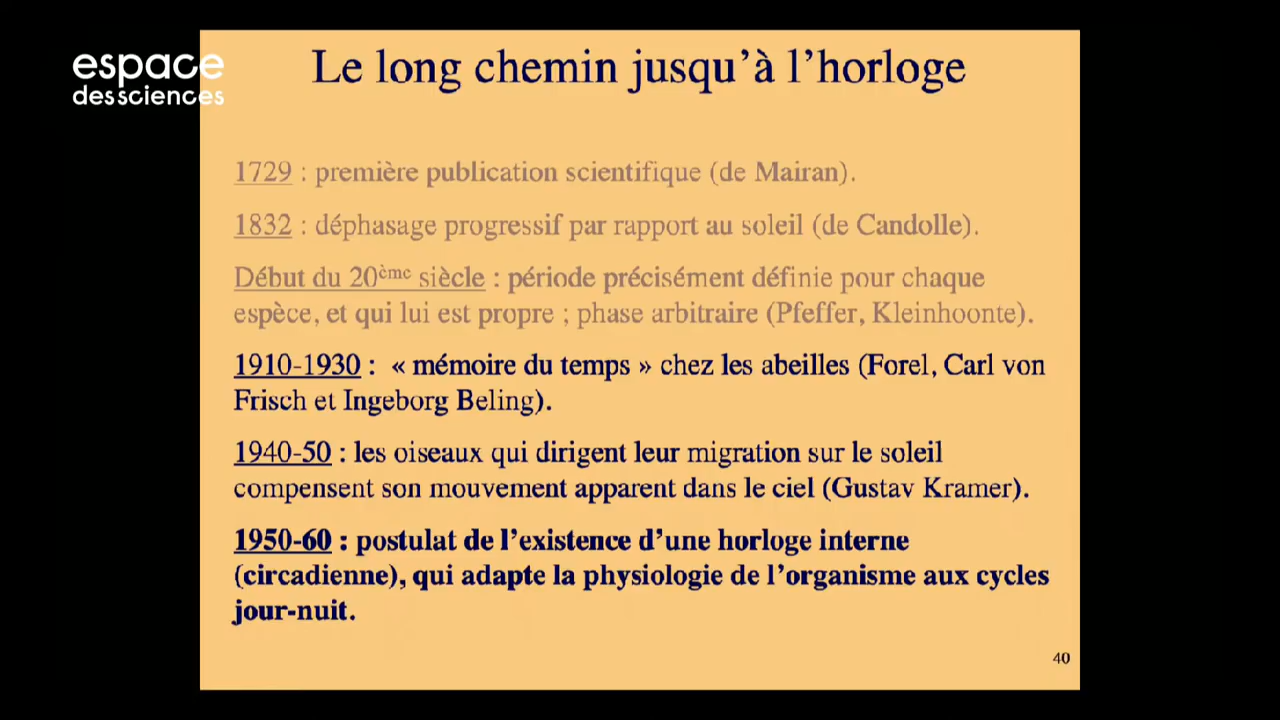 espace
des sciences
Le long chemin jusqu'à l'horloge
1729 : première publication scientifique (de Mairan).
1832 : déphasage progressif par rapport au soleil (de Candolle).
Début du 20ème siècle : période précisément définie pour chaque
espèce, et qui lui est propre ; phase arbitraire (Pfeffer, Kleinhoonte).
1910-1930 : « mémoire du temps » chez les abeilles (Forel, Carl von
Frisch et Ingeborg Beling).
1940-50 : les oiseaux qui dirigent leur migration sur le soleil
compensent son mouvement apparent dans le ciel (Gustav Kramer).
1950-60 : postulat de l'existence d'une horloge interne
(circadienne), qui adapte la physiologie de l'organisme aux cycles
jour-nuit.
40